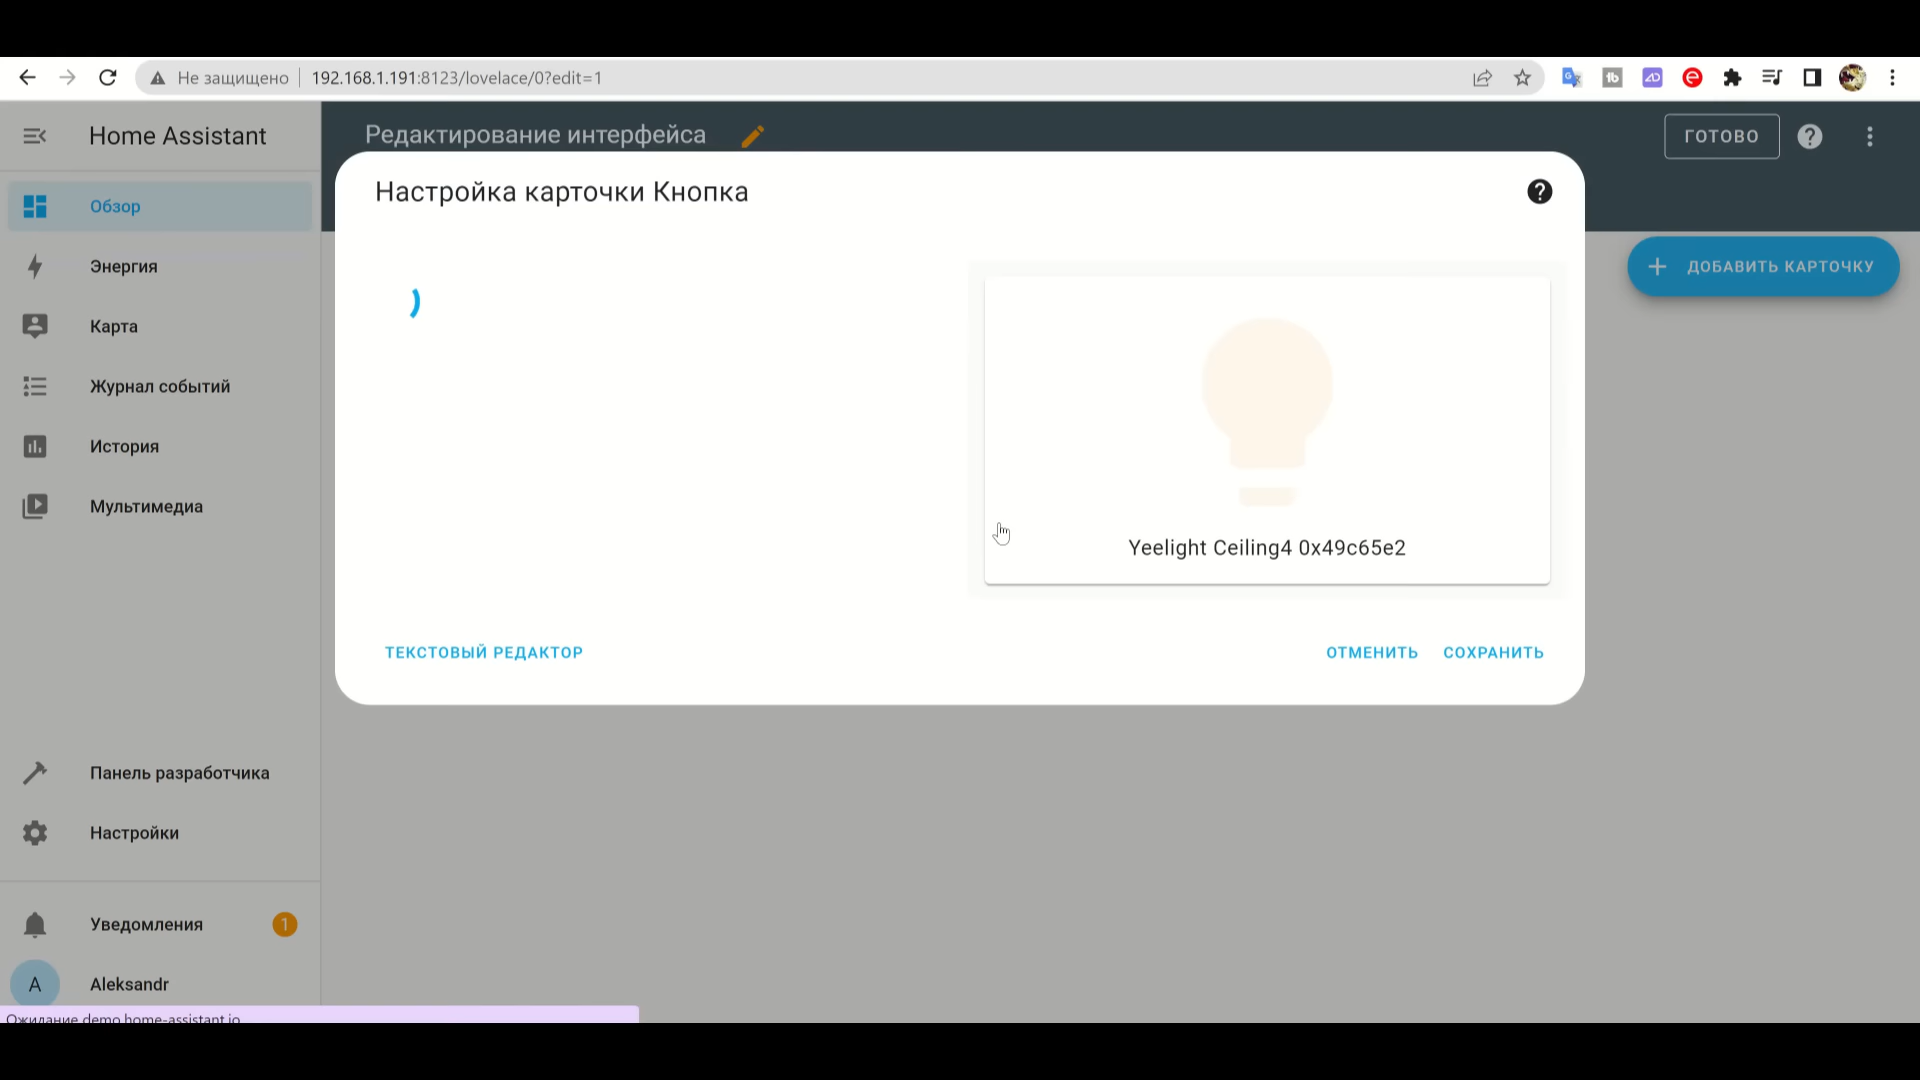 Не защищено
192.168.1.191:8123/lovelace/0?edit=1
Home Assistant
Редактирование интерфейса
ГОТОВО
Обзор
Энергия
Карта
Журнал событий
История
Мультимедиа
Панель разработчика
Настройки
Уведомления
1
A
Aleksandr
Ожидание demo.home-assistant.io
ДОБАВИТЬ КАРТОЧКУ
Настройка карточки Кнопка
Yeelight Ceiling4 0x49c65e2
ТЕКСТОВЫЙ РЕДАКТОР
ОТМЕНИТЬ
СОХРАНИТЬ